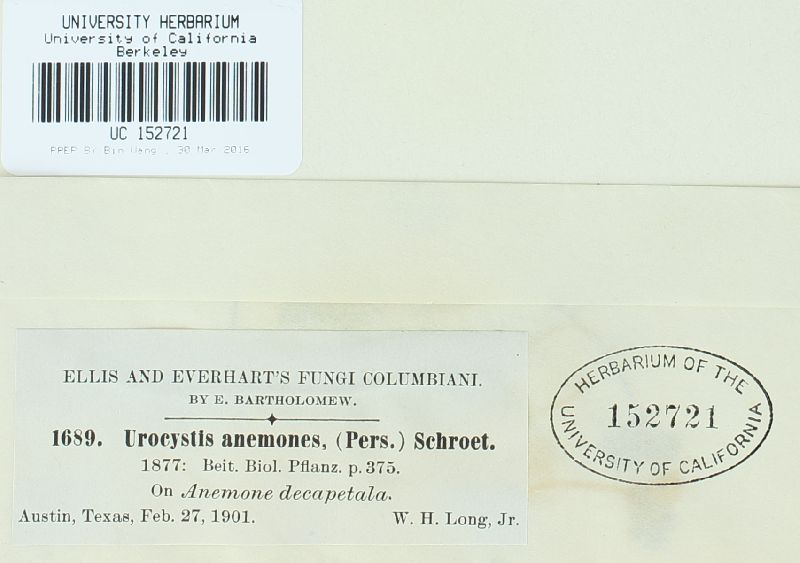 UNIVERSITY HERBARIUM
University of California
Berkeley
UC 152721
PPEP By Bin Wang , 30 Mar 2016
ELLIS AND EVERHART'S FUNGI COLUMBIANI.
BY E. BARTHOLOMEW.
1689. Urocystis anemones, (Pers.) Schroet.
1877: Beit. Biol. Pflanz. p. 375.
On Anemone decapetala.
Austin, Texas, Feb. 27, 1901. W. H. Long, Jr.
HERBARIUM OF THE
152721
UNIVERSITY OF CALIFORNIA